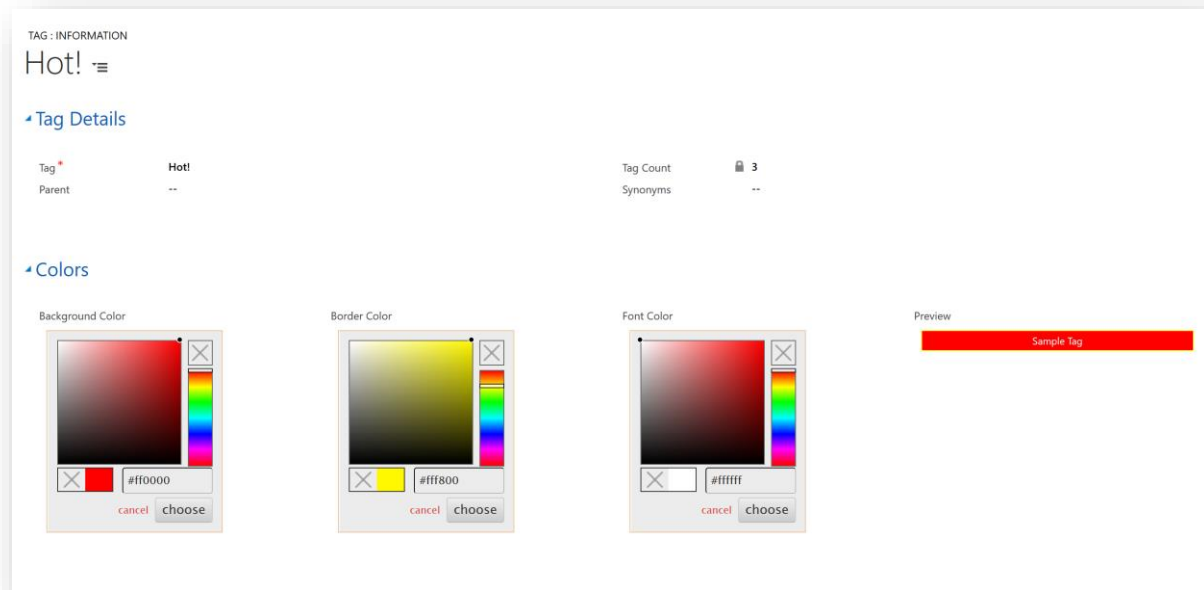 TAG : INFORMATION
Hot!
Tag Details
Tag * Hot! Tag Count 3
Parent -- Synonyms --
Colors
Background Color Border Color Font Color Preview
Sample Tag
#ff0000 #fff800 #ffffff
cancel choose cancel choose cancel choose